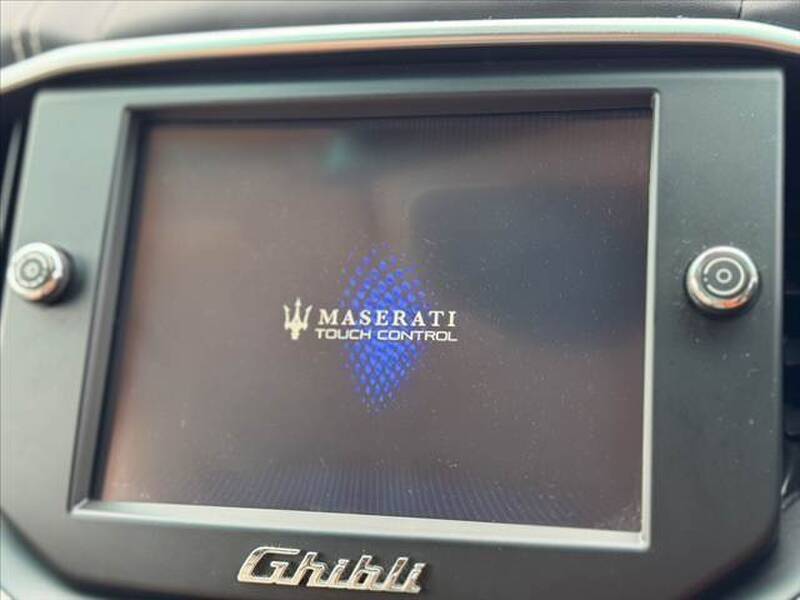 MASERATI
TOUCH CONTROL
Ghibli